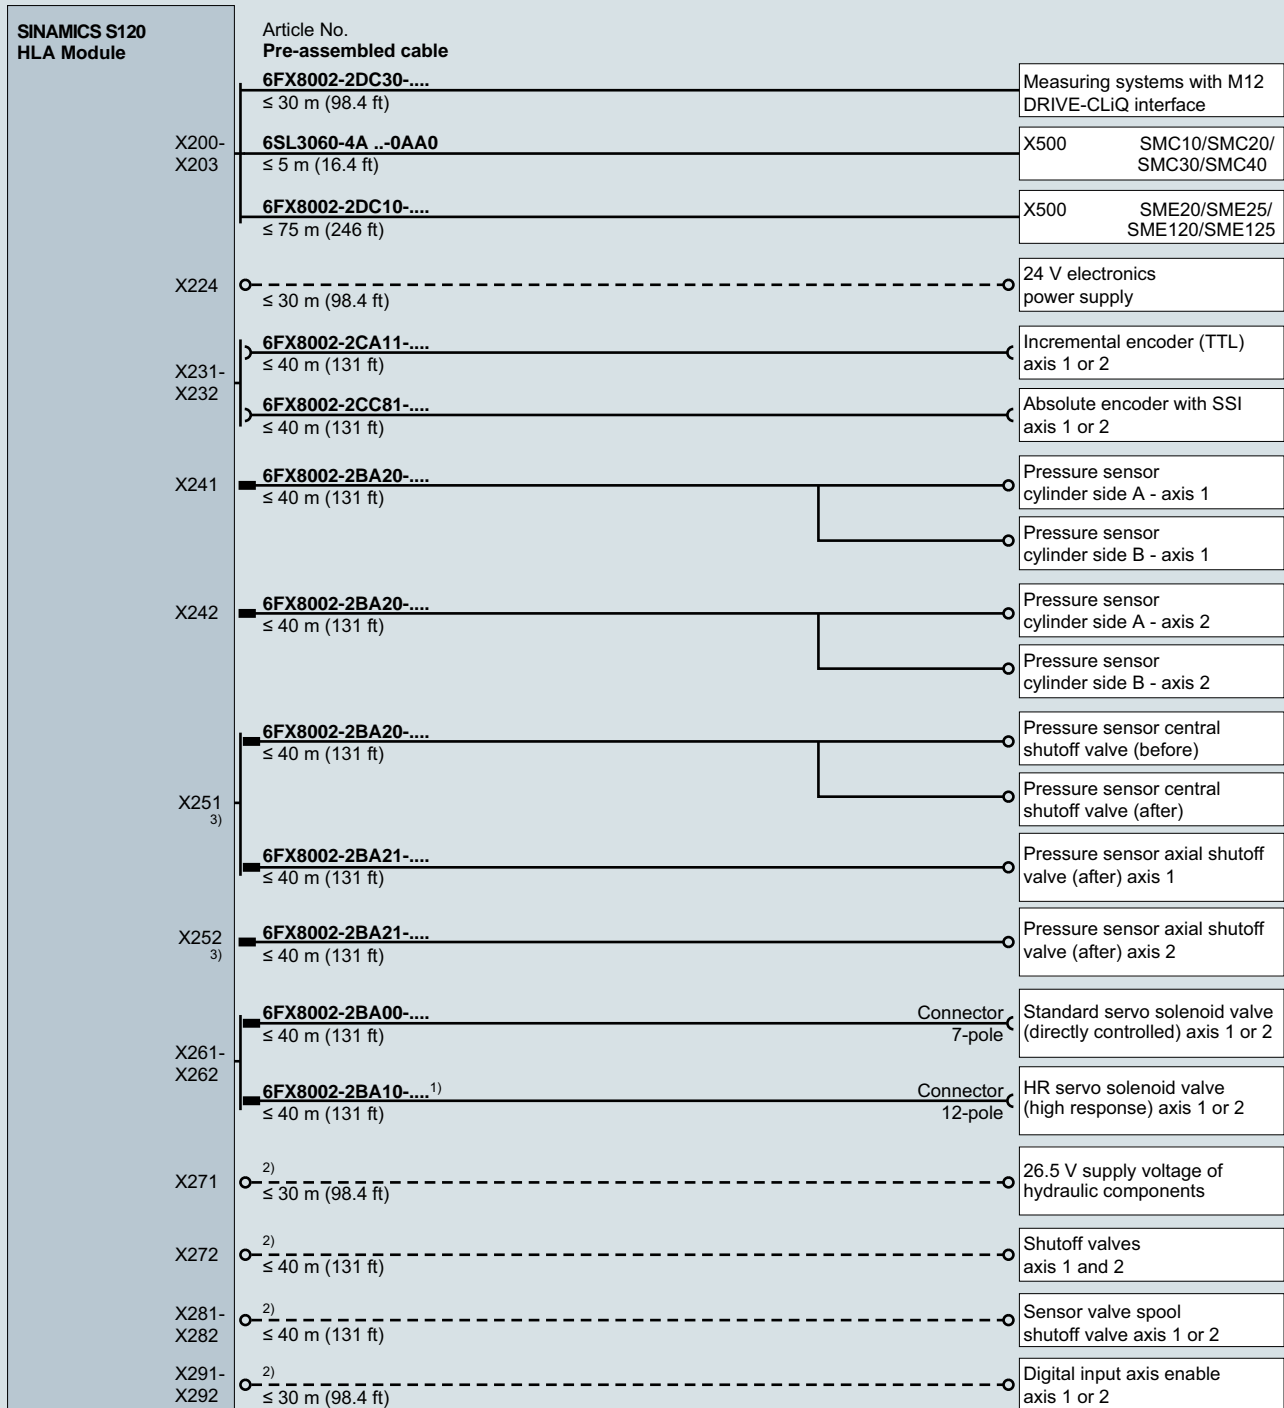 SINAMICS S120
HLA Module
Article No.
Pre-assembled cable
X200-
X203
6FX8002-2DC30-....
≤ 30 m (98.4 ft)
Measuring systems with M12
DRIVE-CLiQ interface
6SL3060-4A ..-0AA0
≤ 5 m (16.4 ft)
X500 SMC10/SMC20/
SMC30/SMC40
6FX8002-2DC10-....
≤ 75 m (246 ft)
X500 SME20/SME25/
SME120/SME125
X224
≤ 30 m (98.4 ft)
24 V electronics
power supply
X231-
X232
6FX8002-2CA11-....
≤ 40 m (131 ft)
Incremental encoder (TTL)
axis 1 or 2
6FX8002-2CC81-....
≤ 40 m (131 ft)
Absolute encoder with SSI
axis 1 or 2
X241
6FX8002-2BA20-....
≤ 40 m (131 ft)
Pressure sensor
cylinder side A - axis 1
Pressure sensor
cylinder side B - axis 1
X242
6FX8002-2BA20-....
≤ 40 m (131 ft)
Pressure sensor
cylinder side A - axis 2
Pressure sensor
cylinder side B - axis 2
X251
3)
6FX8002-2BA20-....
≤ 40 m (131 ft)
Pressure sensor central
shutoff valve (before)
Pressure sensor central
shutoff valve (after)
6FX8002-2BA21-....
≤ 40 m (131 ft)
Pressure sensor axial shutoff
valve (after) axis 1
X252
3)
6FX8002-2BA21-....
≤ 40 m (131 ft)
Pressure sensor axial shutoff
valve (after) axis 2
X261-
X262
6FX8002-2BA00-....
≤ 40 m (131 ft)
Connector
7-pole
Standard servo solenoid valve
(directly controlled) axis 1 or 2
6FX8002-2BA10-....1)
≤ 40 m (131 ft)
Connector
12-pole
HR servo solenoid valve
(high response) axis 1 or 2
X271
2)
≤ 30 m (98.4 ft)
26.5 V supply voltage of
hydraulic components
X272
2)
≤ 40 m (131 ft)
Shutoff valves
axis 1 and 2
X281-
X282
2)
≤ 40 m (131 ft)
Sensor valve spool
shutoff valve axis 1 or 2
X291-
X292
2)
≤ 30 m (98.4 ft)
Digital input axis enable
axis 1 or 2